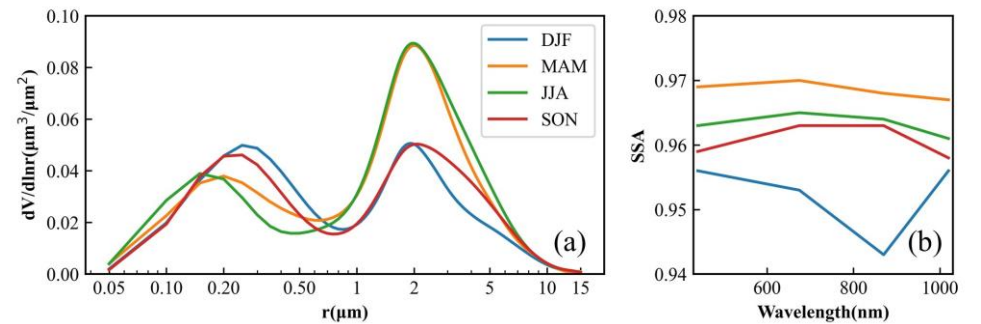 0.10
0.08
0.06
0.04
0.02
0.00
dV/dlnr(μm³/μm²)
DJF
MAM
JJA
SON
(a)
0.05 0.10 0.20 0.50 1 2 5 10 15
r(μm)
0.98
0.97
0.96
0.95
0.94
SSA
(b)
600 800 1000
Wavelength(nm)